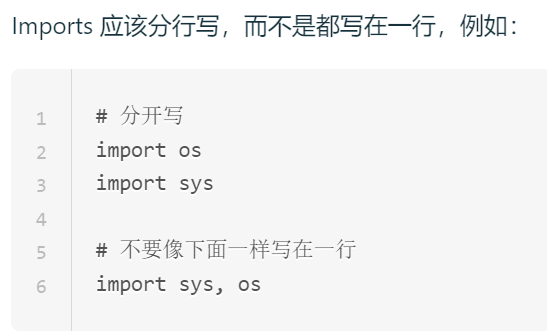 Imports 应该分行写，而不是都写在一行，例如：
1 # 分开写
2 import os
3 import sys
4
5 # 不要像下面一样写在一行
6 import sys, os